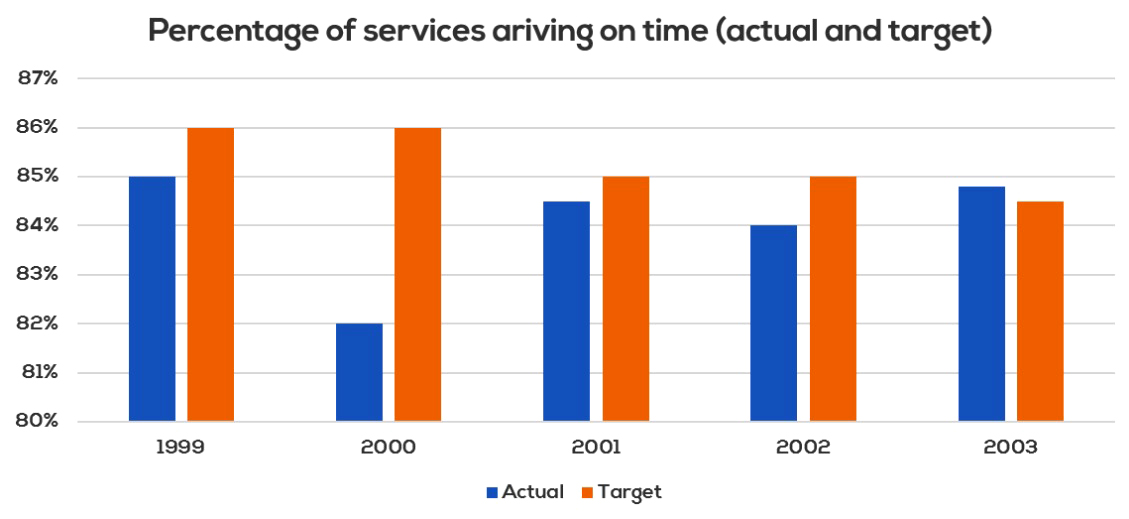 Percentage of services ariving on time (actual and target)
87%
86%
85%
84%
83%
82%
81%
80%
1999 2000 2001 2002 2003
Actual Target